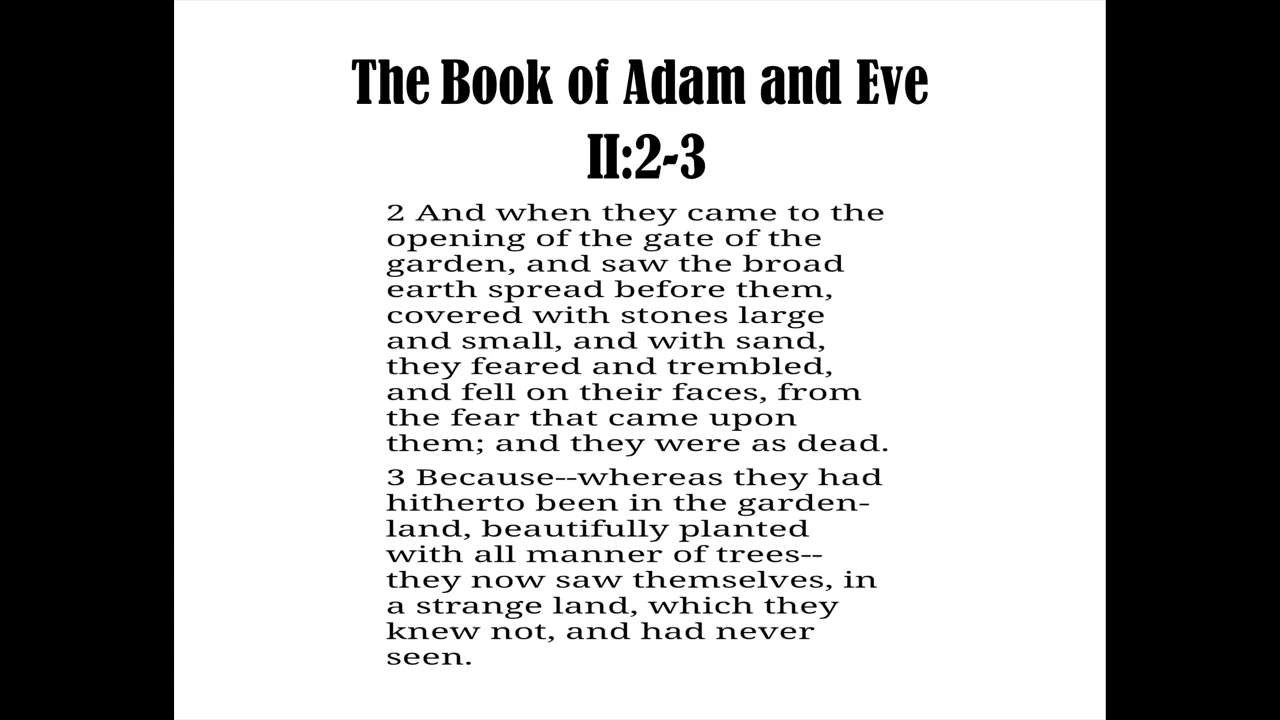 The Book of Adam and Eve
II:2-3
2 And when they came to the
opening of the gate of the
garden, and saw the broad
earth spread before them,
covered with stones large
and small, and with sand,
they feared and trembled,
and fell on their faces, from
the fear that came upon
them; and they were as dead.
3 Because--whereas they had
hitherto been in the garden-
land, beautifully planted
with all manner of trees--
they now saw themselves, in
a strange land, which they
knew not, and had never
seen.